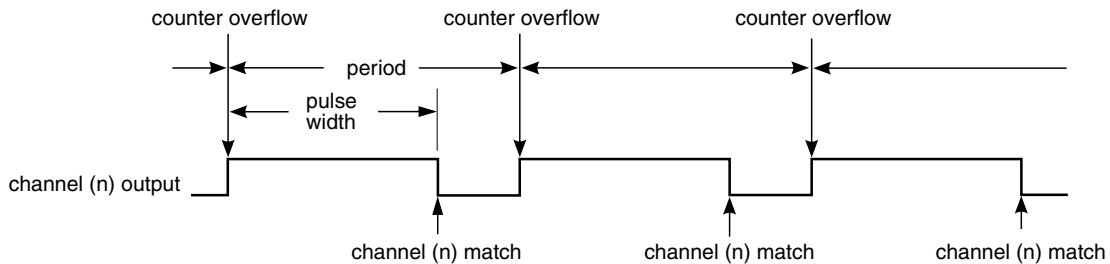 counter overflow
counter overflow
counter overflow
period
pulse
width
channel (n) output
channel (n) match
channel (n) match
channel (n) match